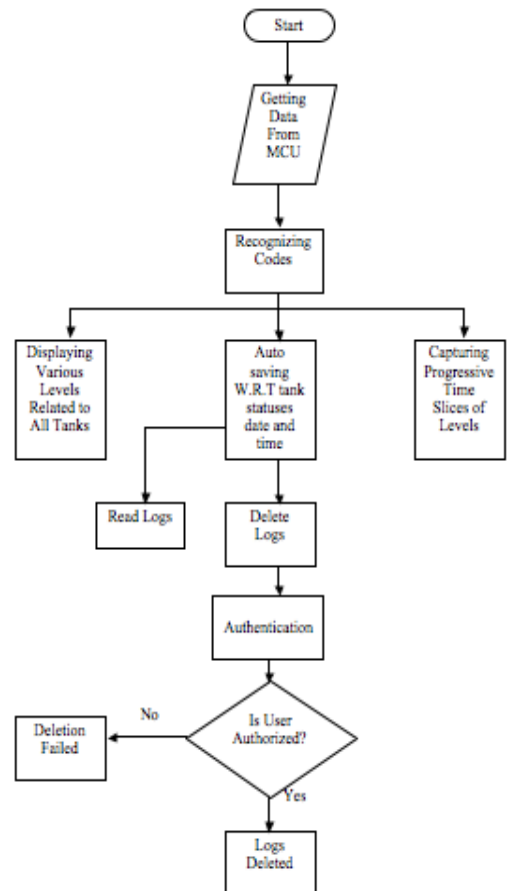 Start
Getting
Data
From
MCU
Recognizing
Codes
Displaying
Various
Levels
Related to
All Tanks
Auto
saving
W.R.T tank
statuses
date and
time
Capturing
Progressive
Time
Slices of
Levels
Read Logs
Delete
Logs
Authentication
Is User
Authorized?
No
Deletion
Failed
Yes
Logs
Deleted